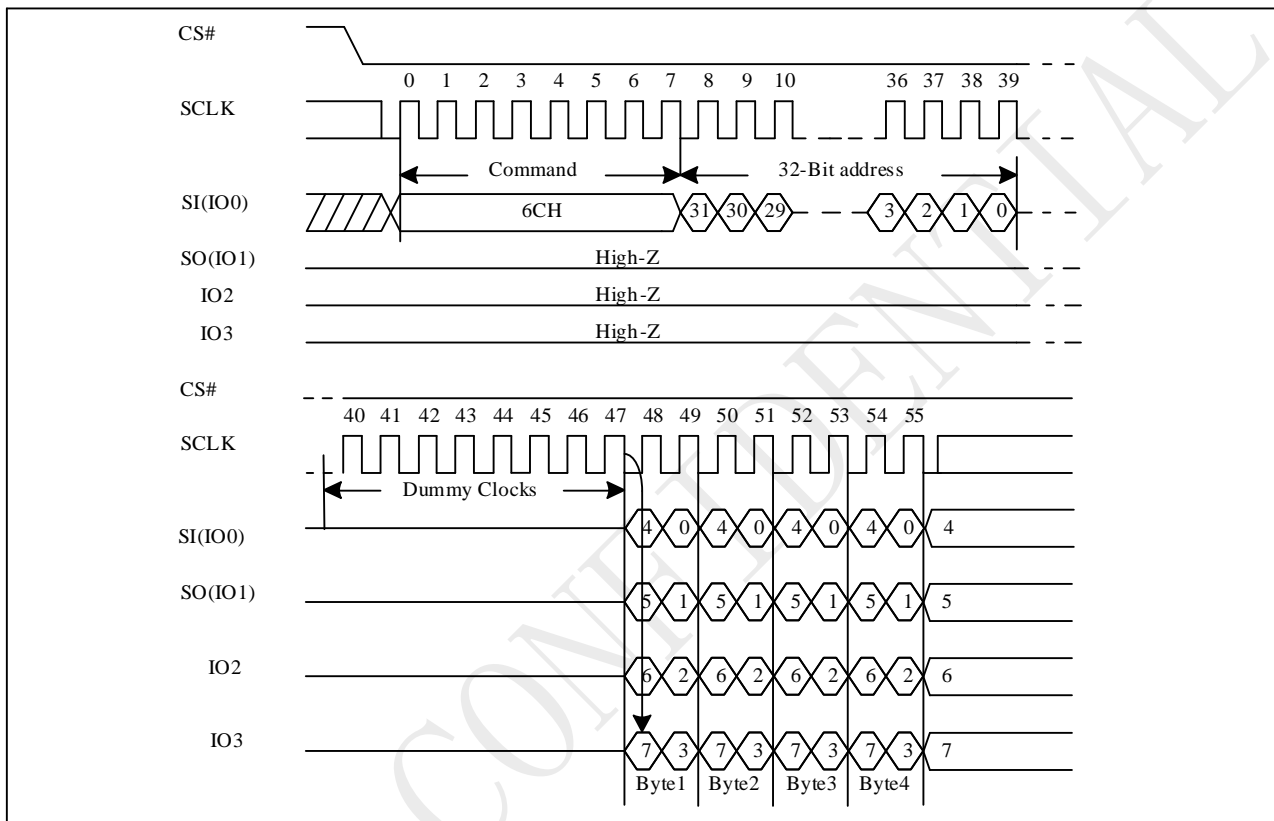 CS#
0 1 2 3 4 5 6 7 8 9 10 36 37 38 39
SCLK
Command 32-Bit address
SI(IO0) 6CH 31 30 29 3 2 1 0
SO(IO1) High-Z
IO2 High-Z
IO3 High-Z
CS#
40 41 42 43 44 45 46 47 48 49 50 51 52 53 54 55
SCLK
Dummy Clocks
SI(IO0) 4 0 4 0 4 0 4 0 4
SO(IO1) 5 1 5 1 5 1 5 1 5
IO2 6 2 6 2 6 2 6 2 6
IO3 7 3 7 3 7 3 7 3 7
Byte1 Byte2 Byte3 Byte4
CONFIDENTIAL